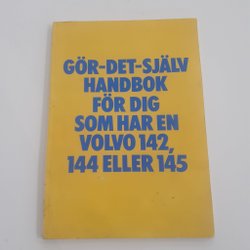 GÖR-DET-SJÄLV
HANDBOK
FÖR DIG
SOM HAR EN
VOLVO 142,
144 ELLER 145